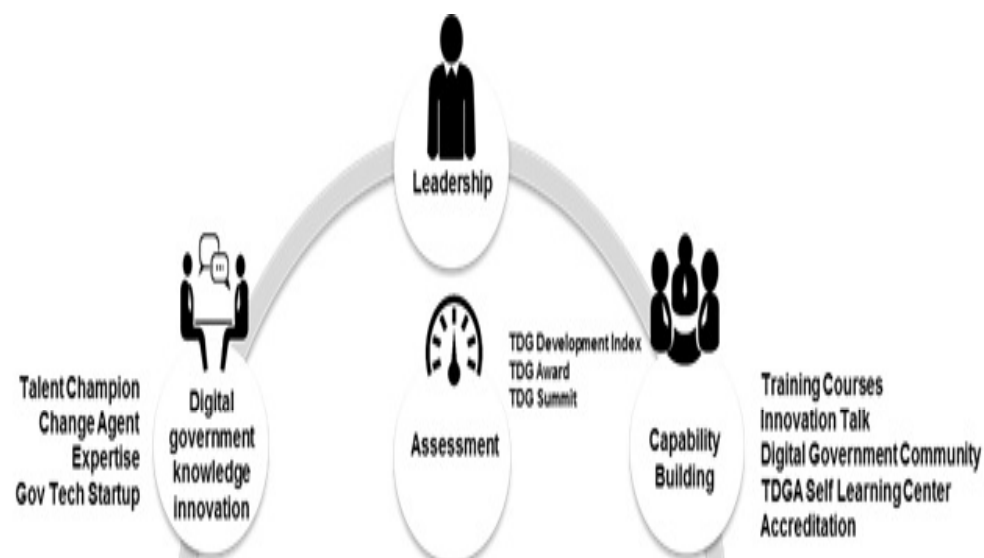 Leadership
TDG Development Index
TDG Award
TDG Summit
Talent Champion
Change Agent
Expertise
Gov Tech Startup
Digital
government
knowledge
innovation
Assessment
Capability
Building
Training Courses
Innovation Talk
Digital Government Community
TDGA Self Learning Center
Accreditation